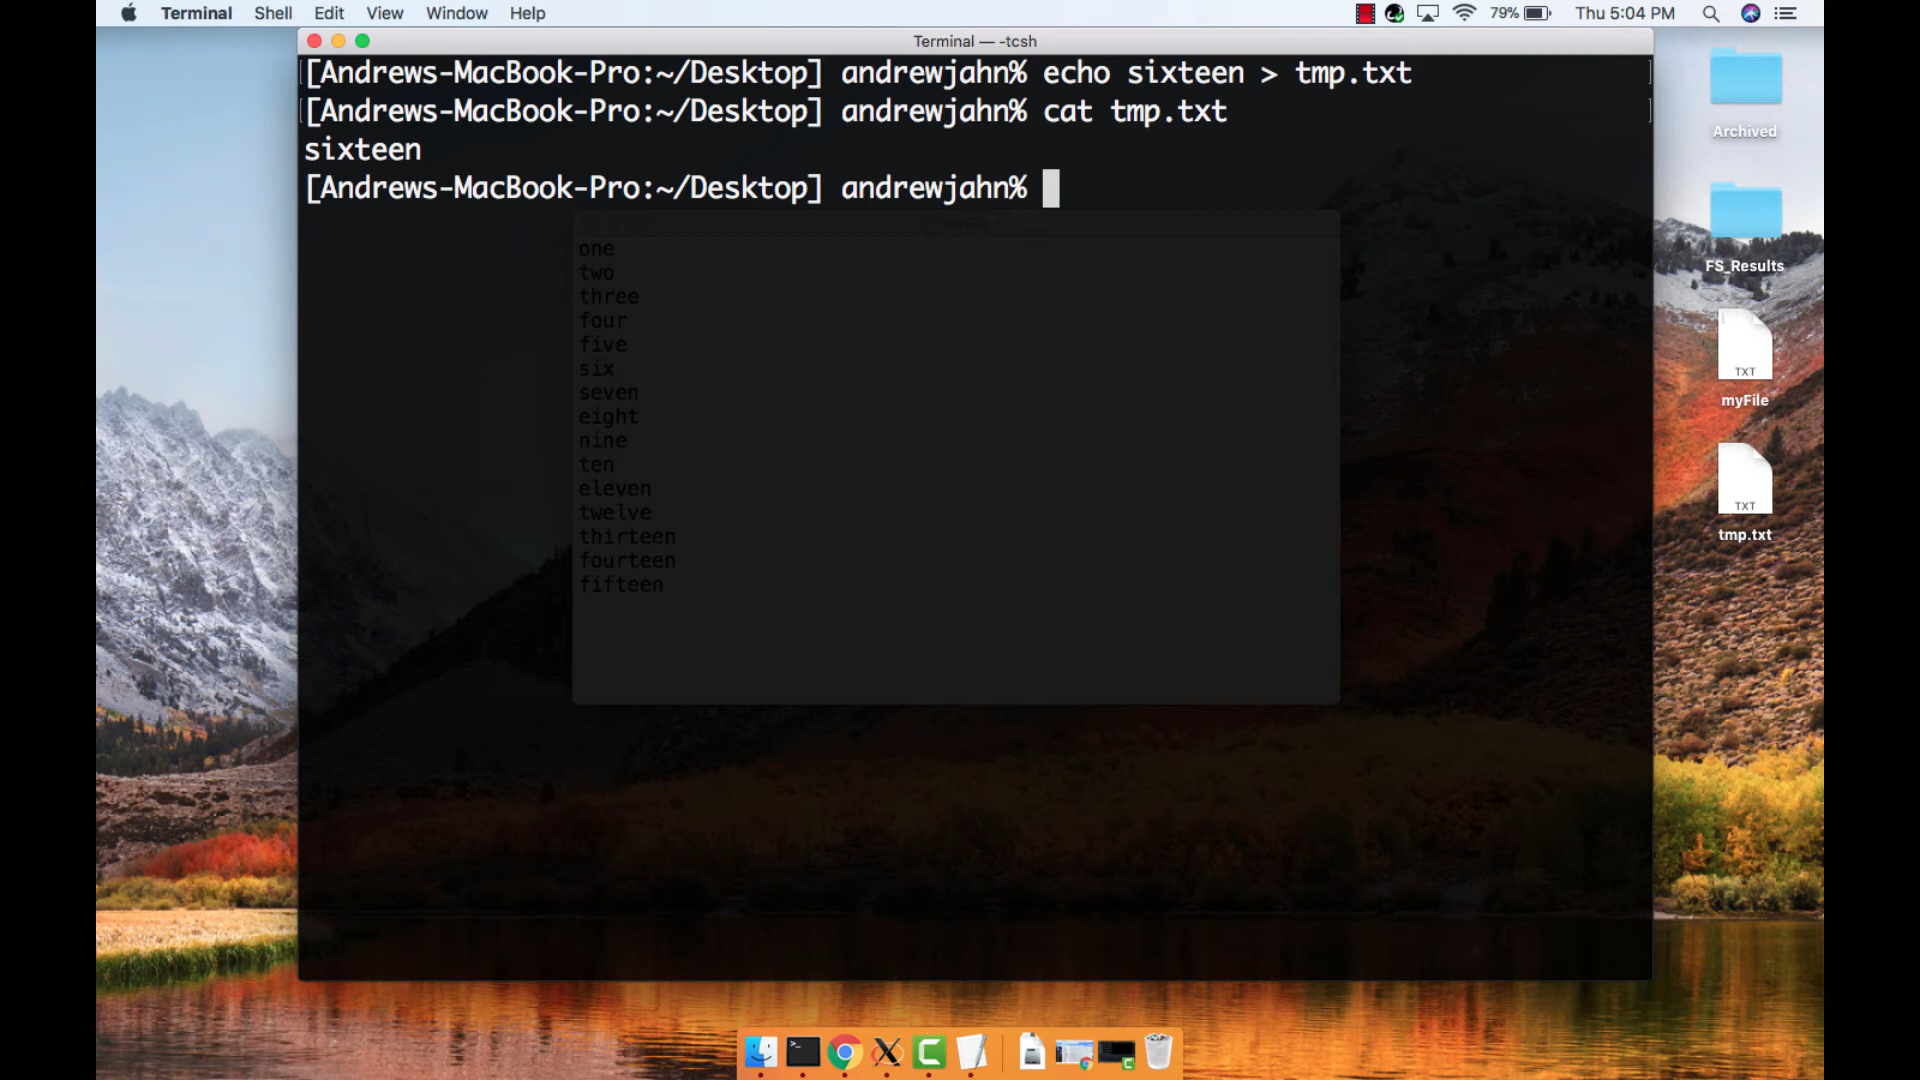 Terminal Shell Edit View Window Help 79% Thu 5:04 PM
Terminal — -tcsh
[Andrews-MacBook-Pro:~/Desktop] andrewjahn% echo sixteen > tmp.txt
[Andrews-MacBook-Pro:~/Desktop] andrewjahn% cat tmp.txt
sixteen
[Andrews-MacBook-Pro:~/Desktop] andrewjahn%
one
two
three
four
five
six
seven
eight
nine
ten
eleven
twelve
thirteen
fourteen
fifteen
Archived
FS_Results
TXT
myFile
TXT
tmp.txt